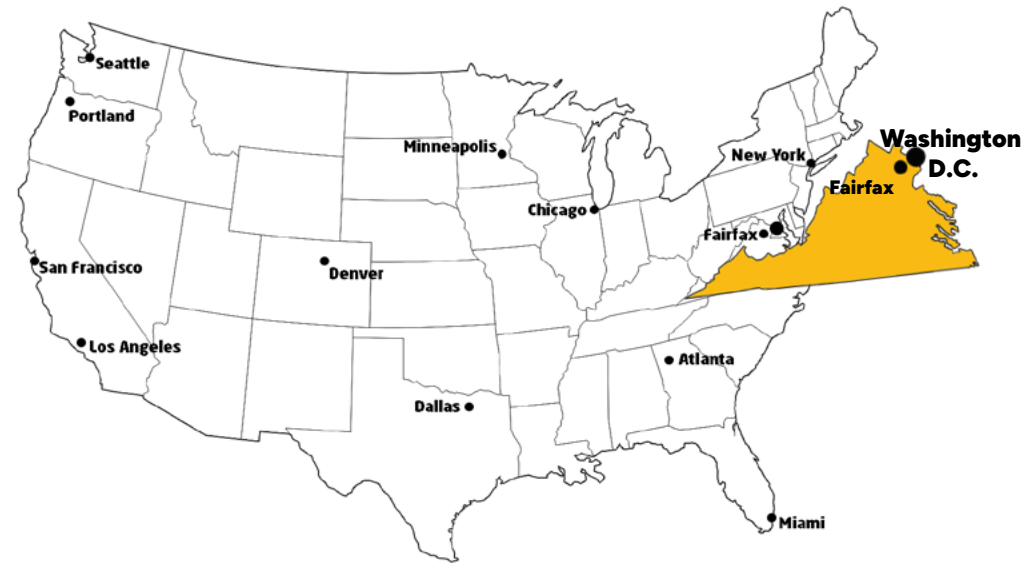 Seattle
Portland
Minneapolis
New York
Washington
D.C.
Fairfax
Chicago
Fairfax
San Francisco
Denver
Los Angeles
Atlanta
Dallas
Miami